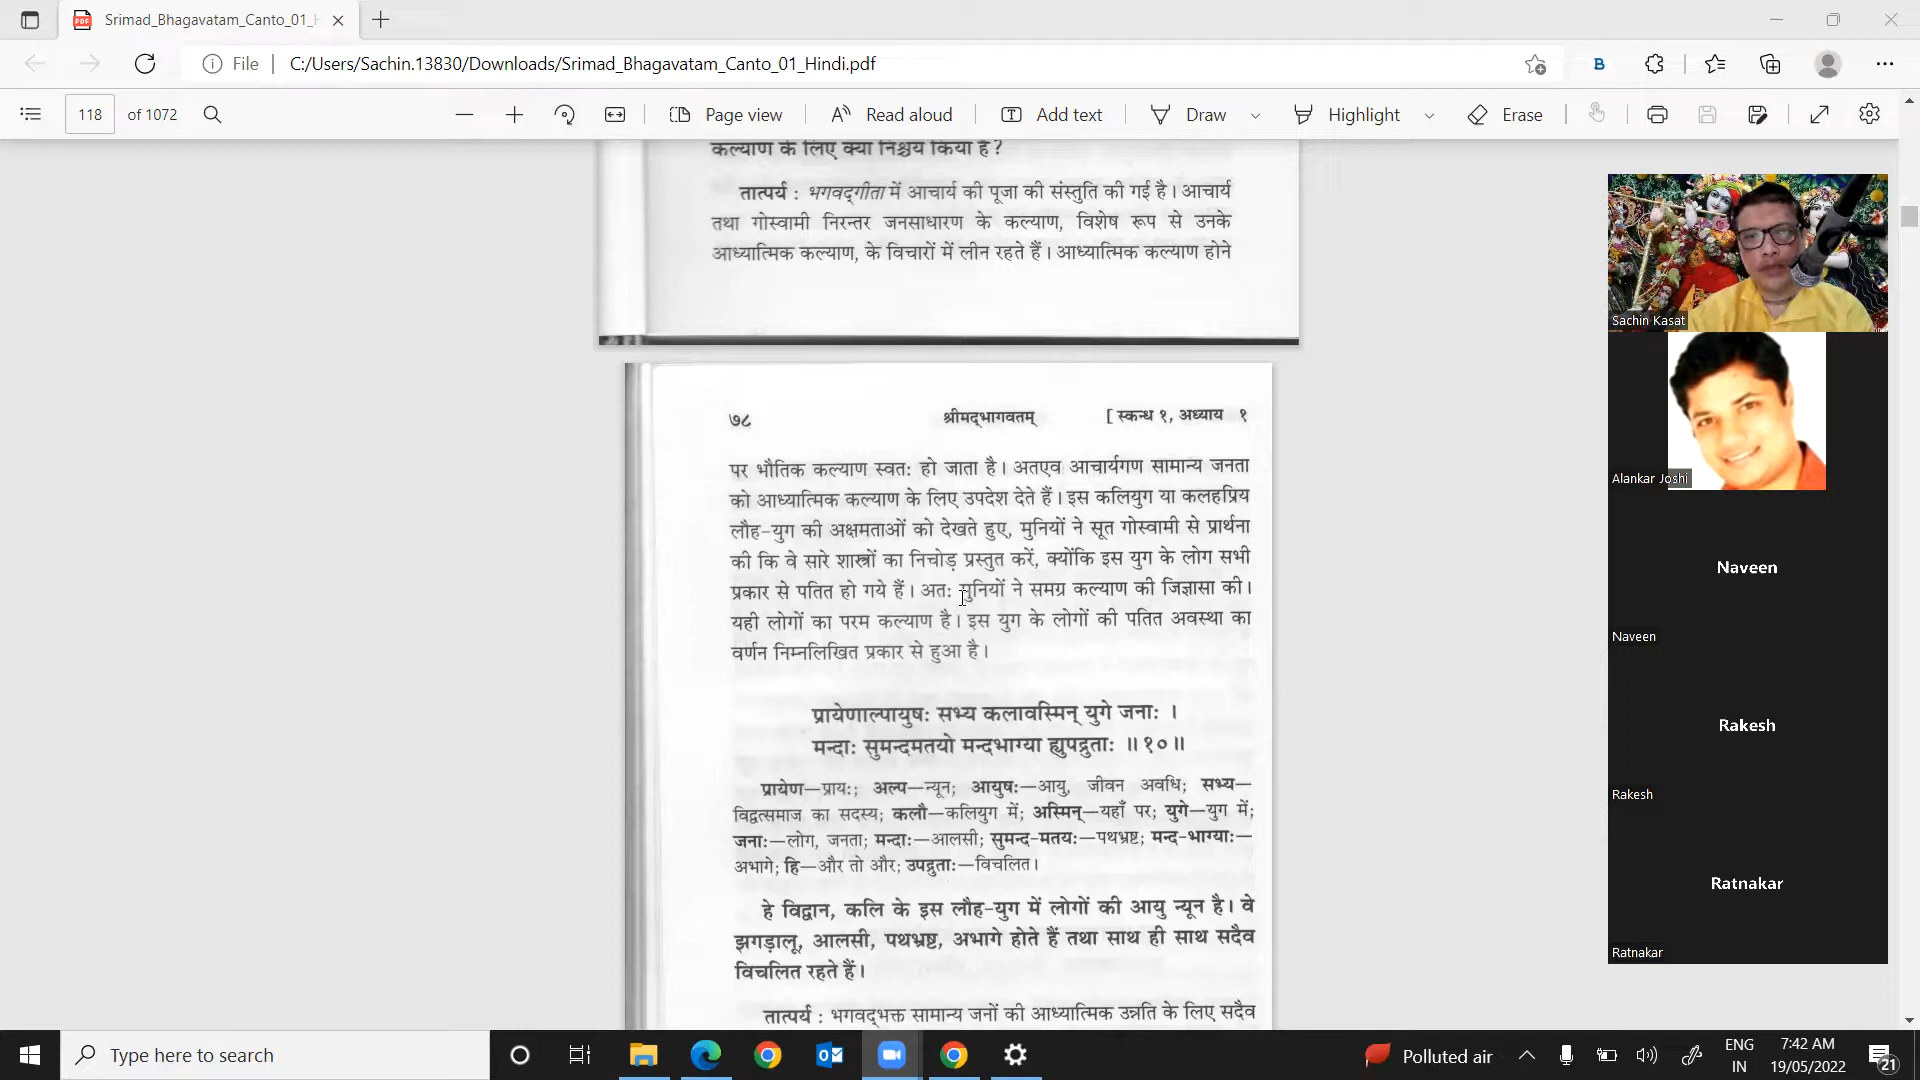 Srimad_Bhagavatam_Canto_01_H
File
C:/Users/Sachin.13830/Downloads/Srimad_Bhagavatam_Canto_01_Hindi.pdf
B
118 of 1072
Page view
Read aloud
Add text
Draw
Highlight
Erase
कल्याण के लिए क्या निश्चय किया है ?
तात्पर्य : भगवद्‌गीता में आचार्य की पूजा की संस्तुति की गई है। आचार्य
तथा गोस्वामी निरन्तर जनसाधारण के कल्याण, विशेष रूप से उनके
आध्यात्मिक कल्याण, के विचारों में लीन रहते हैं। आध्यात्मिक कल्याण होने
७८ श्रीमद्‌भागवतम् [ स्कन्ध १, अध्याय १
पर भौतिक कल्याण स्वतः हो जाता है। अतएव आचार्यगण सामान्य जनता
को आध्यात्मिक कल्याण के लिए उपदेश देते हैं। इस कलियुग या कलहप्रिय
लौह-युग की अक्षमताओं को देखते हुए, मुनियों ने सूत गोस्वामी से प्रार्थना
की कि वे सारे शास्त्रों का निचोड़ प्रस्तुत करें, क्योंकि इस युग के लोग सभी
प्रकार से पतित हो गये हैं। अतः मुनियों ने समग्र कल्याण की जिज्ञासा की।
यही लोगों का परम कल्याण है। इस युग के लोगों की पतित अवस्था का
वर्णन निम्नलिखित प्रकार से हुआ है।
प्रायेणाल्पायुषः सभ्य कलावस्मिन् युगे जनाः ।
मन्दाः सुमन्दमतयो मन्दभाग्या ह्युपद्रुताः ॥ १० ॥
प्रायेण—प्रायः; अल्प—न्यून; आयुषः—आयु, जीवन अवधि; सभ्य—
विद्वत्समाज का सदस्य; कलौ—कलियुग में; अस्मिन्—यहाँ पर; युगे—युग में;
जनाः—लोग, जनता; मन्दाः—आलसी; सुमन्द-मतयः—पथभ्रष्ट; मन्द-भाग्याः—
अभागे; हि—और तो और; उपद्रुताः—विचलित।
हे विद्वान, कलि के इस लौह-युग में लोगों की आयु न्यून है। वे
झगड़ालू, आलसी, पथभ्रष्ट, अभागे होते हैं तथा साथ ही साथ सदैव
विचलित रहते हैं।
तात्पर्य : भगवद्‌भक्त सामान्य जनों की आध्यात्मिक उन्नति के लिए सदैव
Sachin Kasat
Alankar Joshi
Naveen
Naveen
Rakesh
Rakesh
Ratnakar
Ratnakar
Type here to search
Polluted air
ENG
IN
7:42 AM
19/05/2022
21